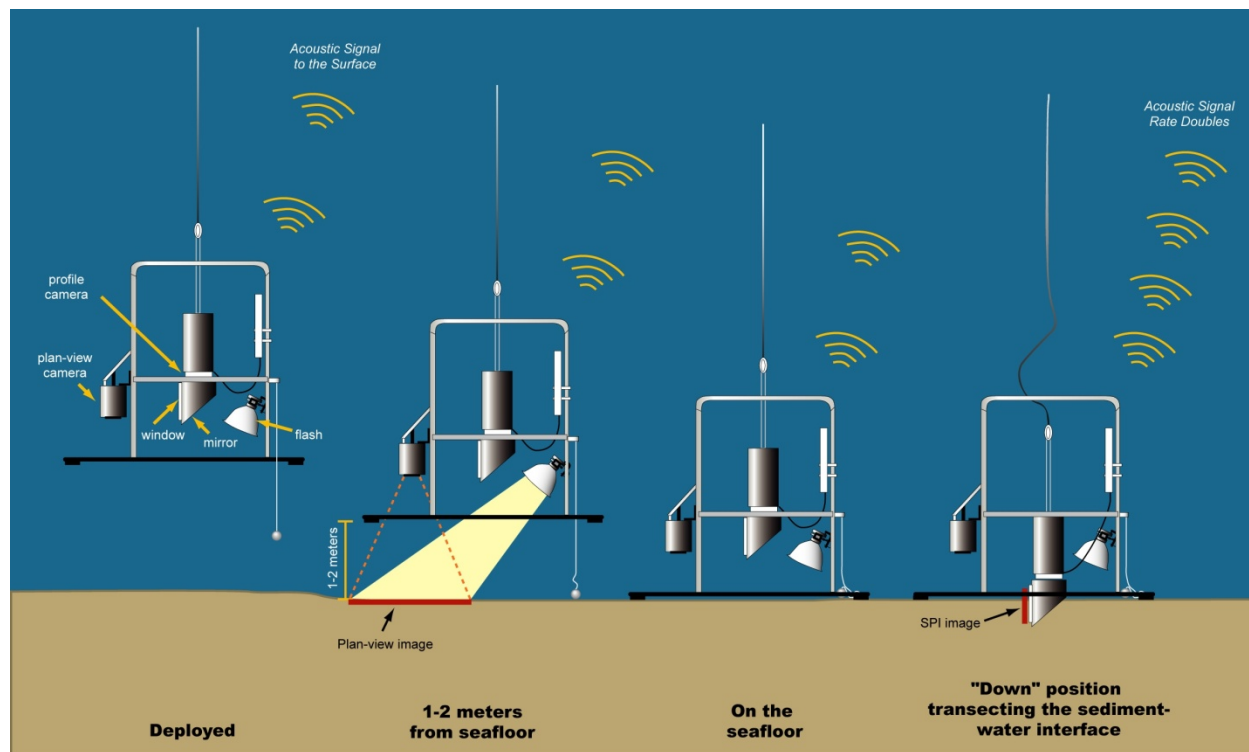 Acoustic Signal
to the Surface
Acoustic Signal
Rate Doubles
profile
camera
plan-view
camera
window
mirror
flash
1-2 meters
Plan-view image
SPI image
Deployed
1-2 meters
from seafloor
On the
seafloor
"Down" position
transecting the sediment-
water interface